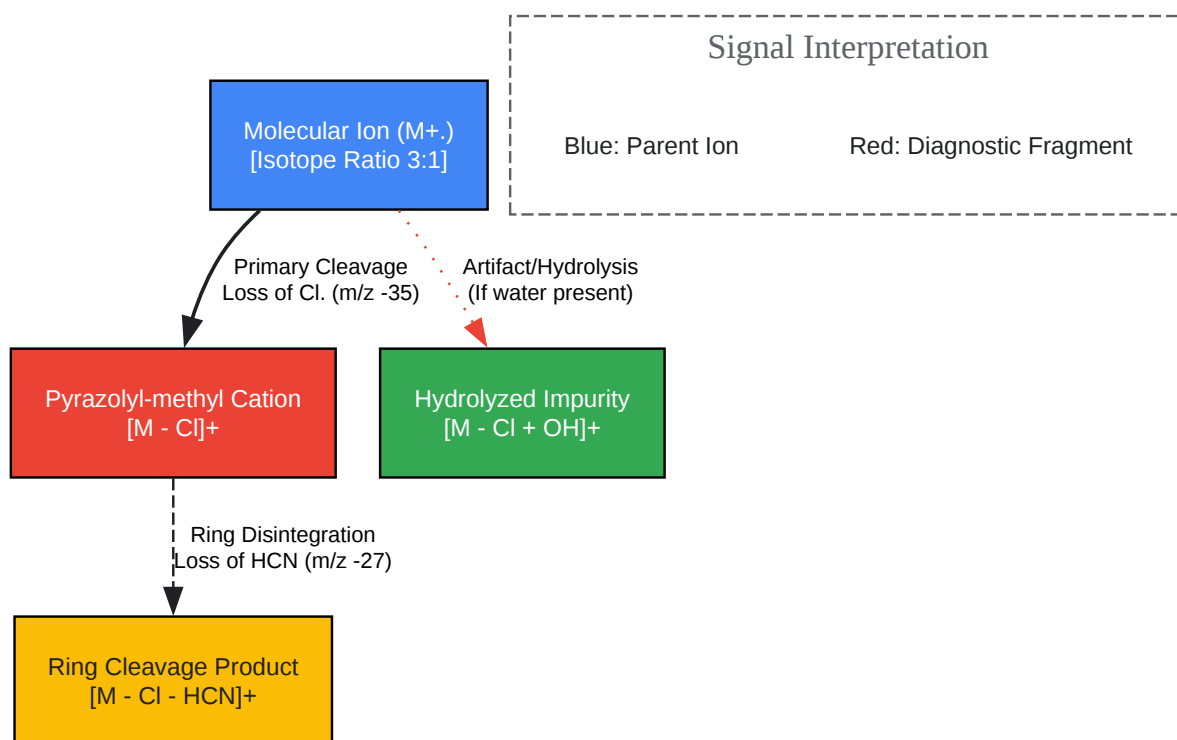 Signal Interpretation
Blue: Parent Ion
Red: Diagnostic Fragment
Molecular Ion (M+.)
[Isotope Ratio 3:1]
Primary Cleavage
Loss of Cl. (m/z -35)
Artifact/Hydrolysis
(If water present)
Pyrazolyl-methyl Cation
[M - Cl]+
Hydrolyzed Impurity
[M - Cl + OH]+
Ring Disintegration
Loss of HCN (m/z -27)
Ring Cleavage Product
[M - Cl - HCN]+